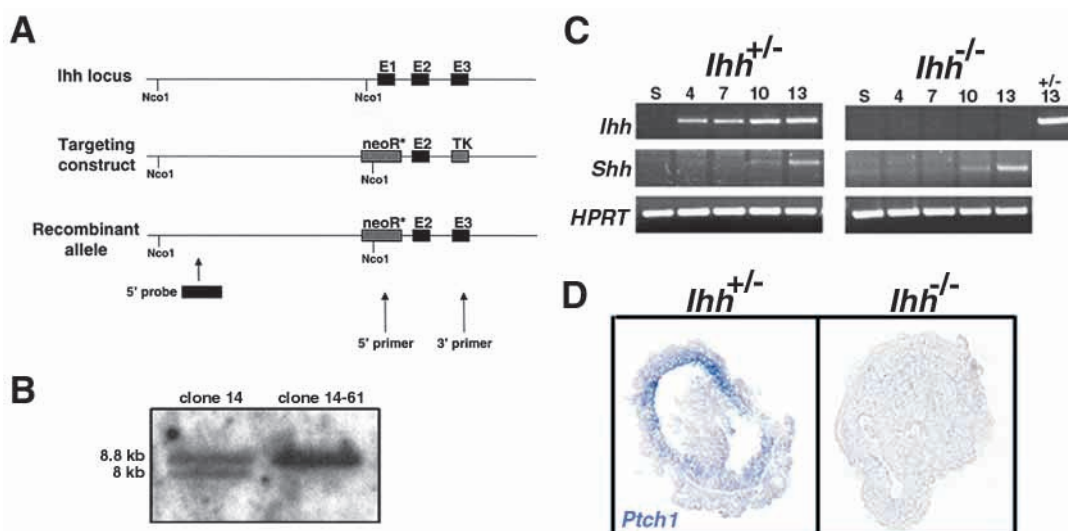 A
E1 E2 E3
Ihh locus
Nco1 Nco1
neoR* E2 TK
Targeting
construct
Nco1 Nco1
neoR* E2 E3
Recombinant
allele
Nco1 Nco1
5' probe
5' primer 3' primer
B
clone 14 clone 14-61
8.8 kb
8 kb
C
Ihh+/- Ihh-/-
S 4 7 10 13 S 4 7 10 13 +/- 13
Ihh
Shh
HPRT
D
Ihh+/- Ihh-/-
Ptch1